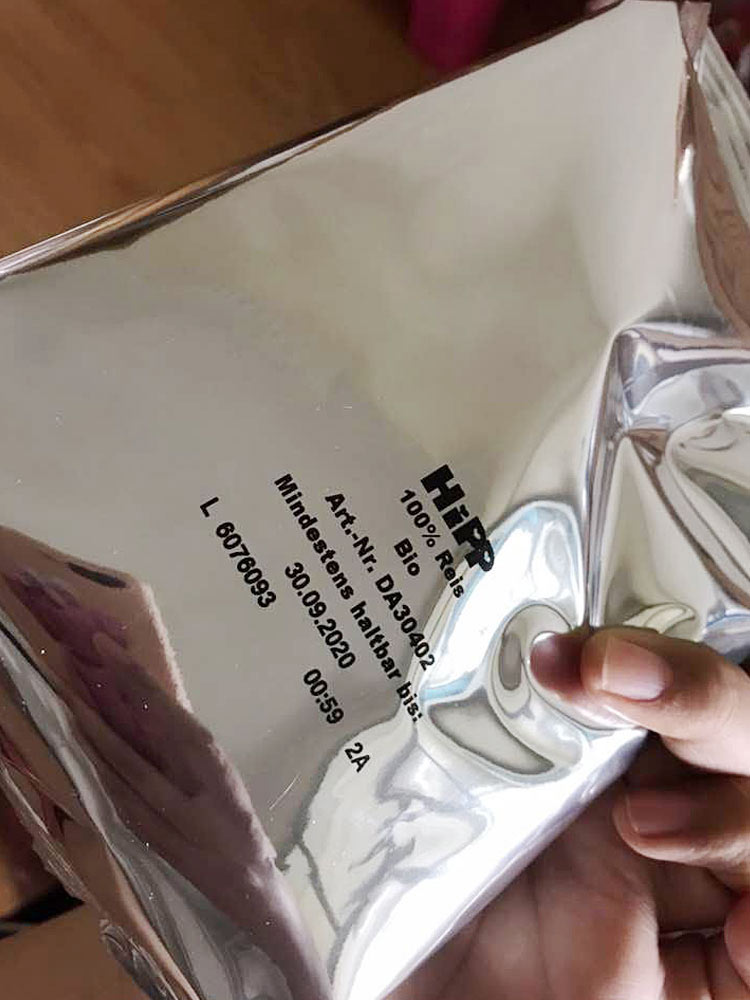 HiPP
100% Reis
Bio
Art.-Nr. DA30402
Mindestens haltbar bis:
30.09.2020 00:59 2A
L 6076093